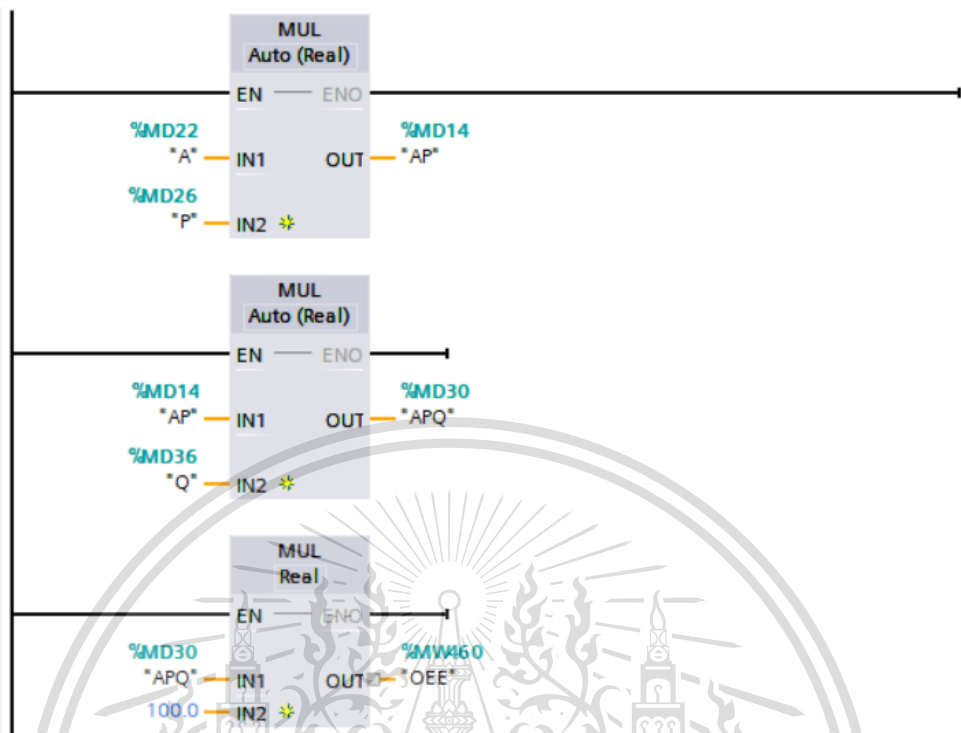 MUL
Auto (Real)
EN ENO
%MD22
"A" IN1 OUT
%MD14
"AP"
%MD26
"P" IN2
MUL
Auto (Real)
EN ENO
%MD14
"AP" IN1 OUT
%MD30
"APQ"
%MD36
"Q" IN2
MUL
Real
EN ENO
%MD30
"APQ" IN1 OUT
%MW460
"OEE"
100.0 IN2